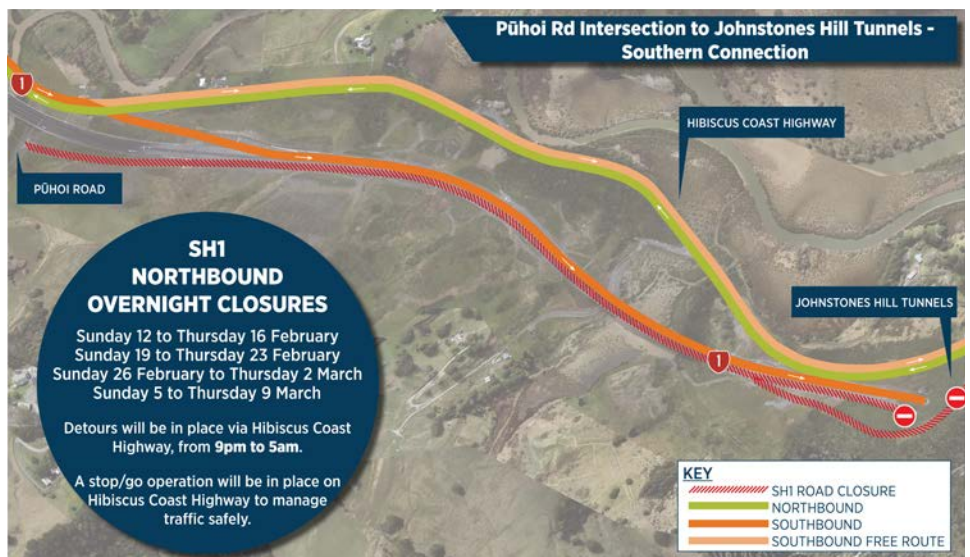 Pūhoi Rd Intersection to Johnstones Hill Tunnels -
Southern Connection
1
HIBISCUS COAST HIGHWAY
PŪHOI ROAD
SH1
NORTHBOUND
OVERNIGHT CLOSURES
Sunday 12 to Thursday 16 February
Sunday 19 to Thursday 23 February
Sunday 26 February to Thursday 2 March
Sunday 5 to Thursday 9 March
Detours will be in place via Hibiscus Coast
Highway, from 9pm to 5am.
A stop/go operation will be in place on
Hibiscus Coast Highway to manage
traffic safely.
JOHNSTONES HILL TUNNELS
1
KEY
SH1 ROAD CLOSURE
NORTHBOUND
SOUTHBOUND
SOUTHBOUND FREE ROUTE